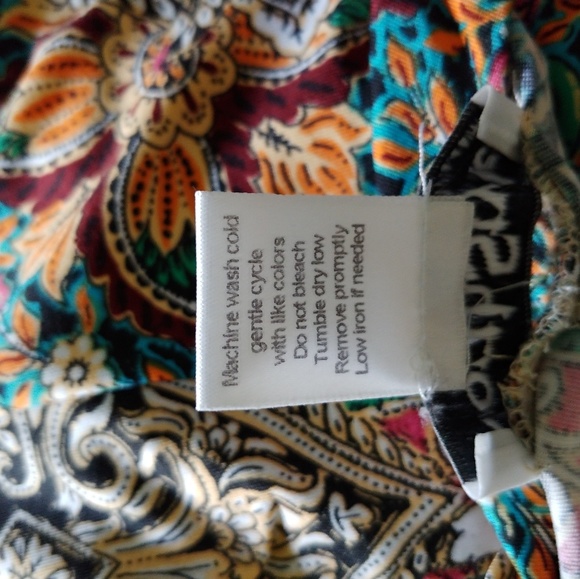 Machine wash cold
gentle cycle
with like colors
Do not bleach
Tumble dry low
Remove promptly
Low iron if needed